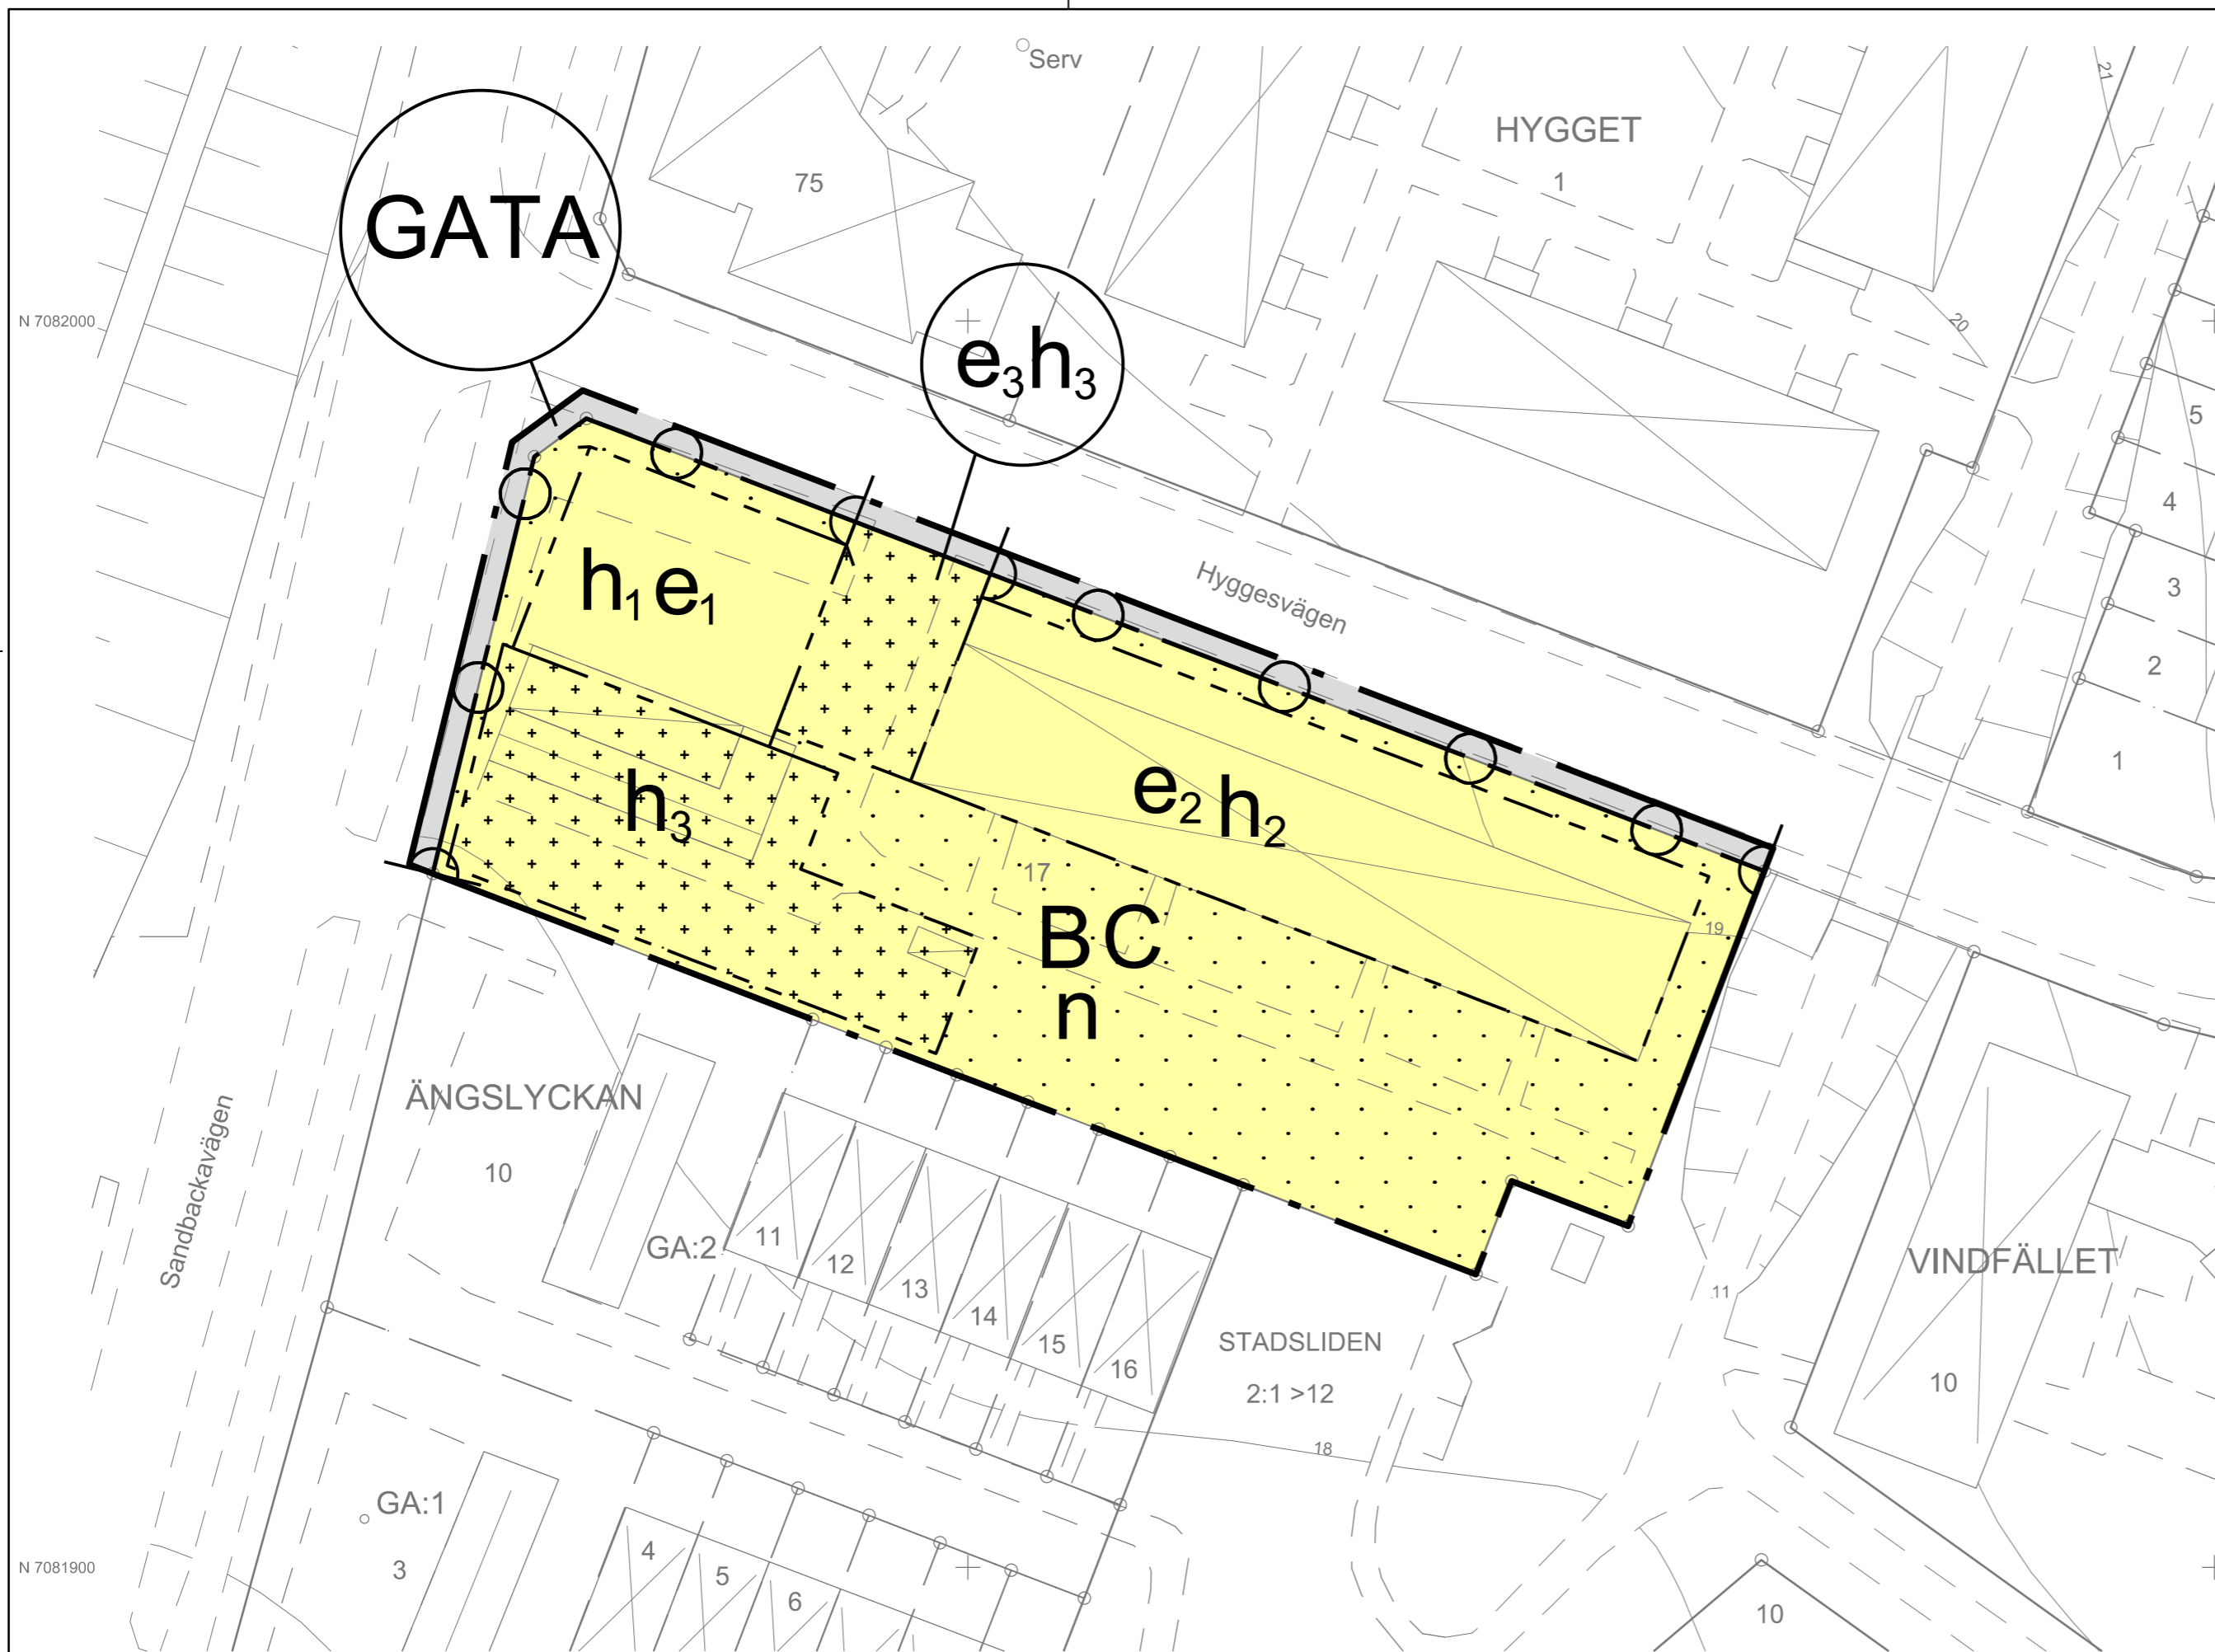 Serv
21
HYGGET
1
75
GATA
N 7082000
20
e₃h₃
5
4
h₁e₁
Hyggesvägen
3
2
1
e₂h₂
h₃
17
BC
n
19
ÄNGSLYCKAN
10
Sandbackavägen
GA:2
11
12
13
14
15
16
STADSLIDEN
2:1 >12
18
11
VINDFÄLLET
10
GA:1
3
N 7081900
4
5
6
10